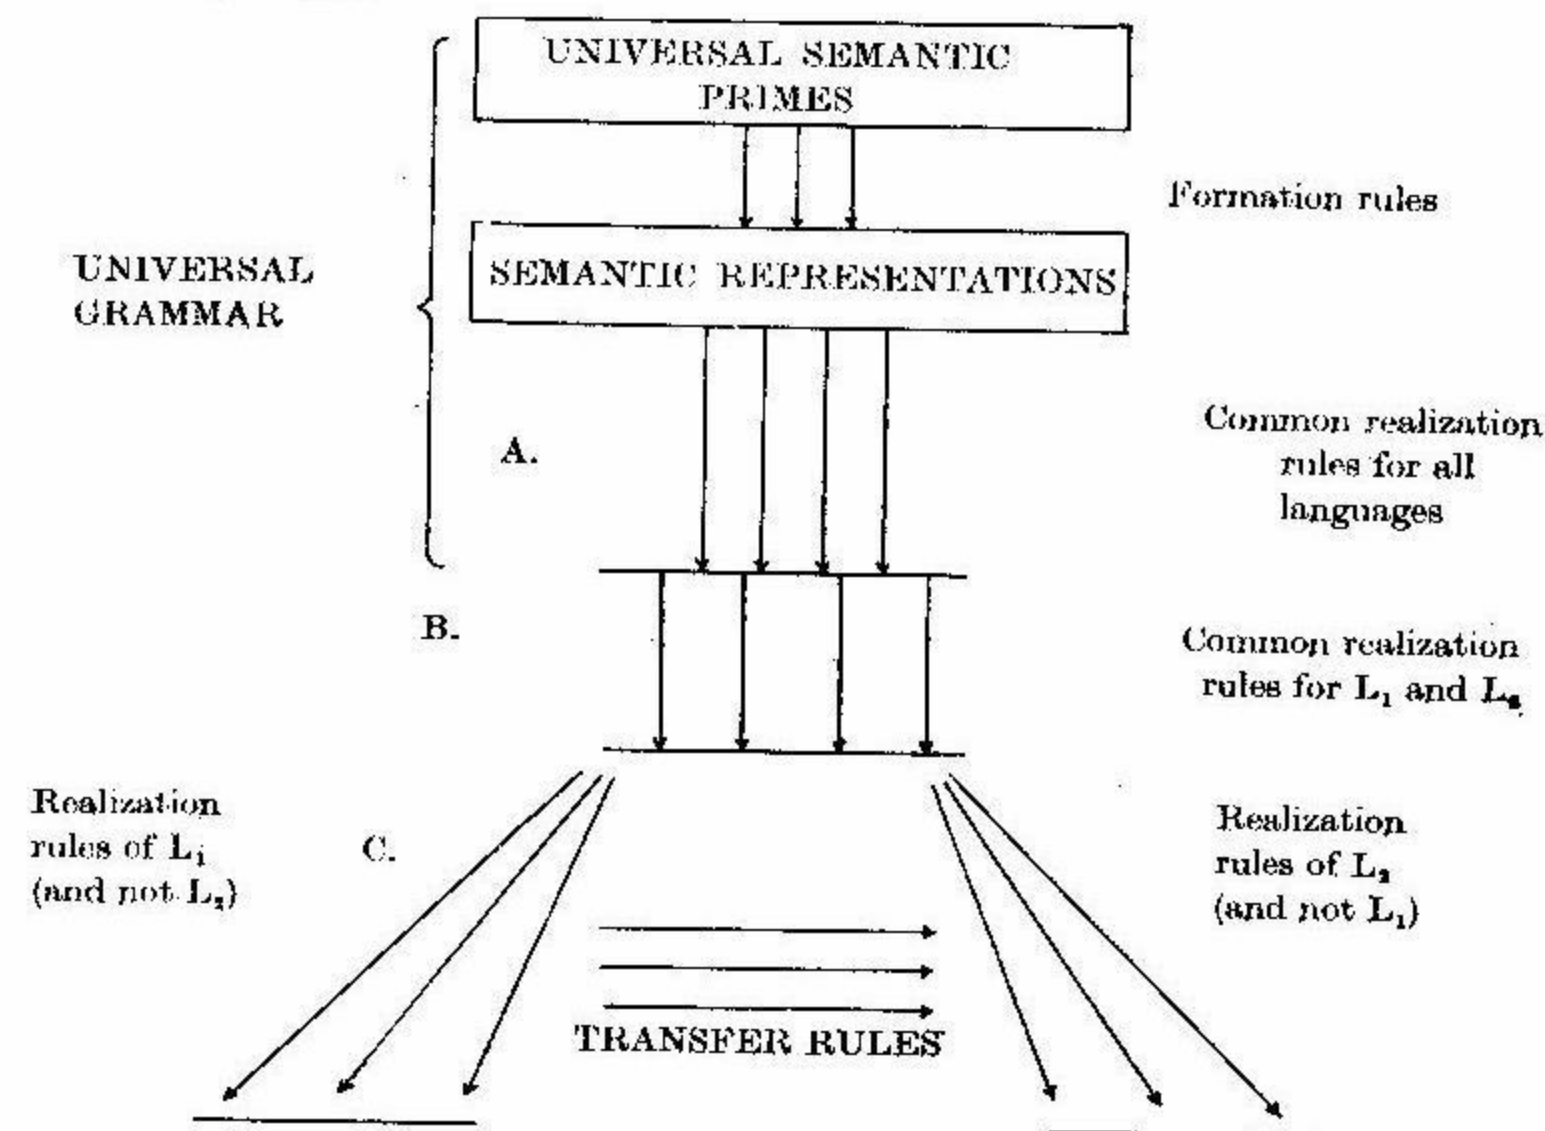 UNIVERSAL SEMANTIC
PRIMES
Formation rules
UNIVERSAL
GRAMMAR
SEMANTIC REPRESENTATIONS
A.
Common realization
rules for all
languages
B.
Common realization
rules for L₁ and L₂
Realization
rules of L₁
(and not L₂)
C.
Realization
rules of L₂
(and not L₁)
TRANSFER RULES